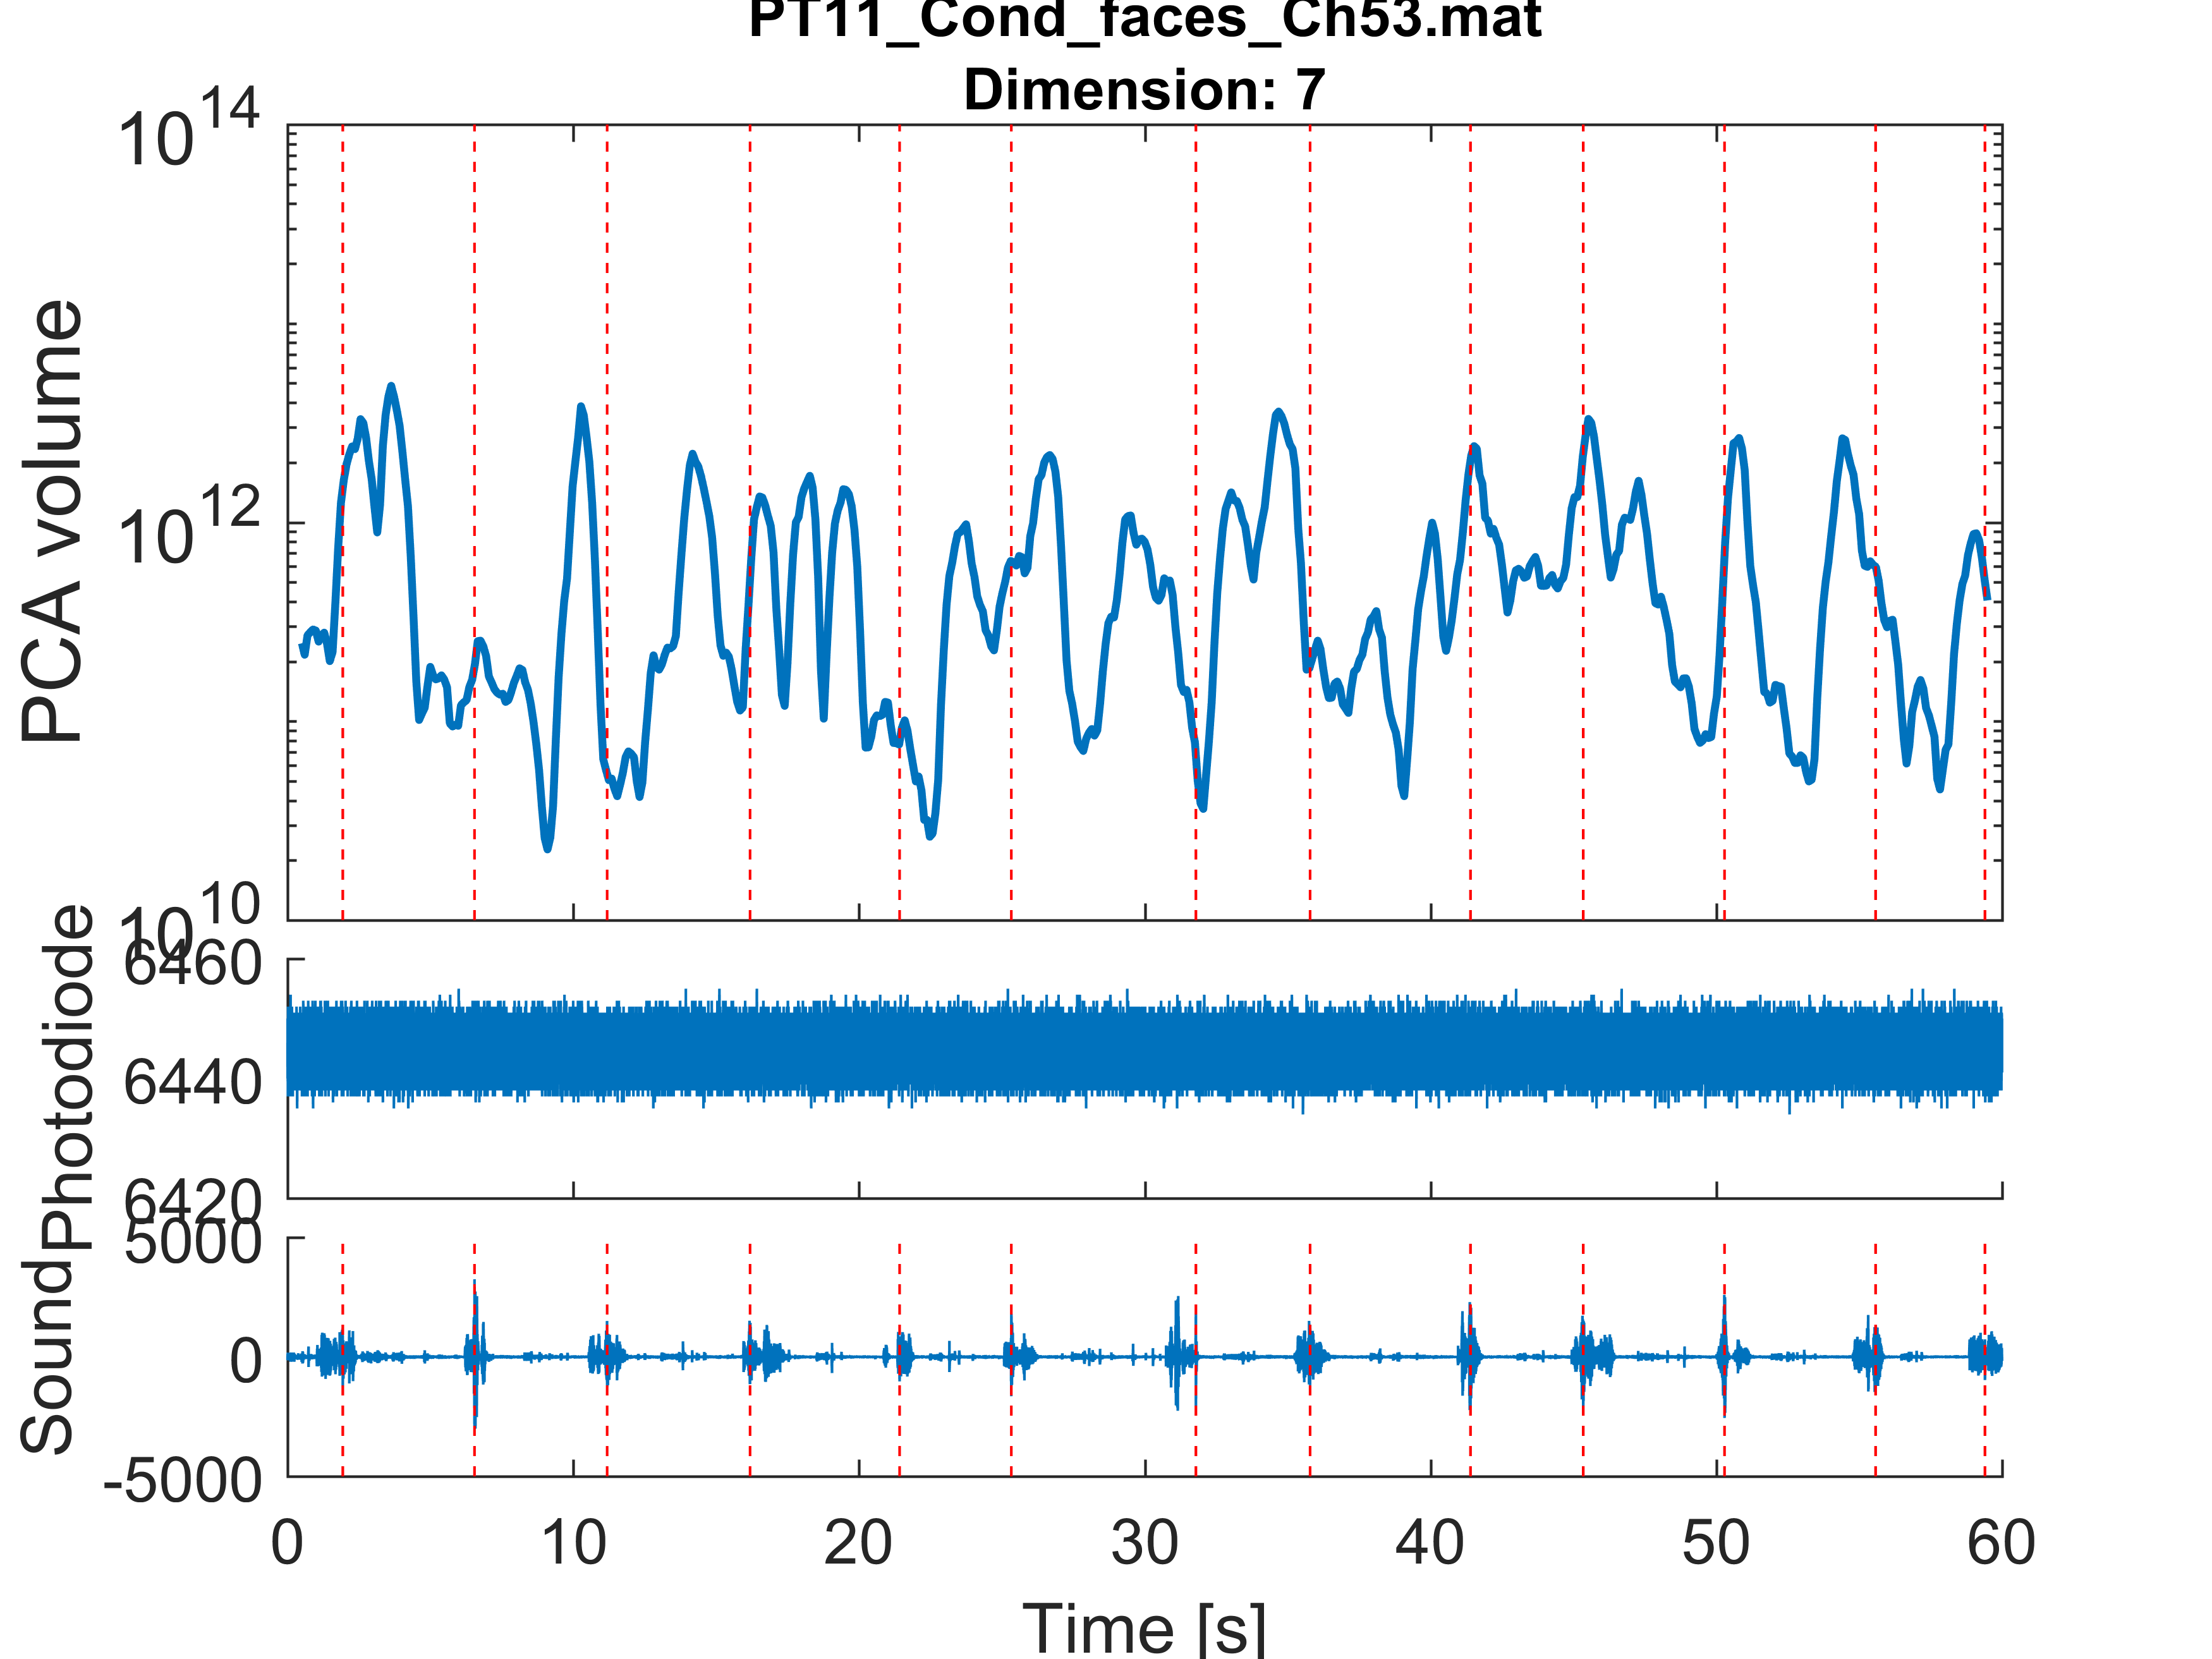 PT11_Cond_faces_Ch53.mat
Dimension: 7
10^14
10^12
10^10
PCA volume
6460
6440
6420
Photodiode
5000
0
-5000
Sound
0 10 20 30 40 50 60
Time [s]